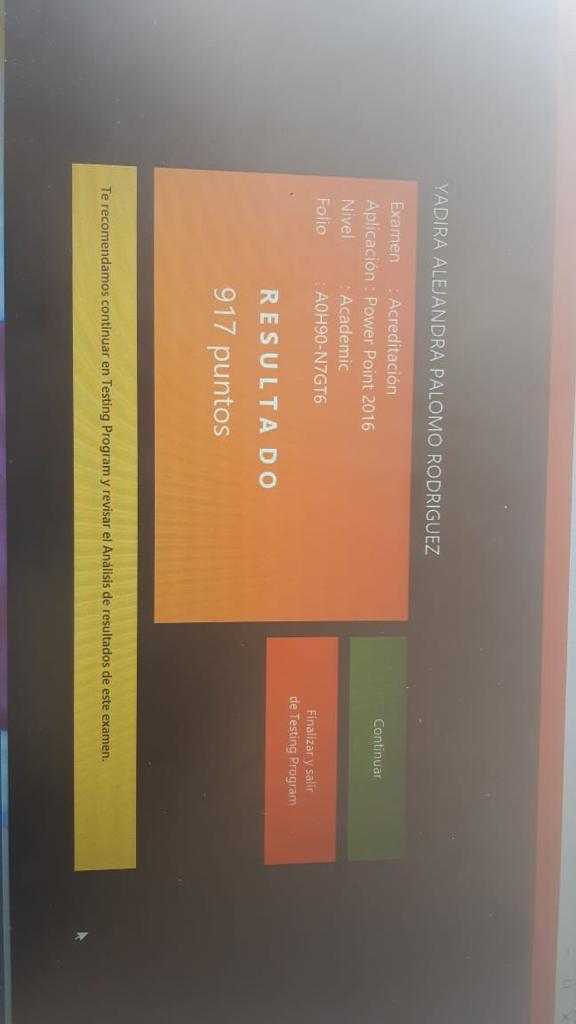 YADIRA ALEJANDRA PALOMO RODRIGUEZ
Examen : Acreditación
Aplicación : Power Point 2016
Nivel : Academic
Folio : A0H90-N7GT6
RESULTADO
917 puntos
Continuar
Finalizar y salir
de Testing Program
Te recomendamos continuar en Testing Program y revisar el Análisis de resultados de este examen.